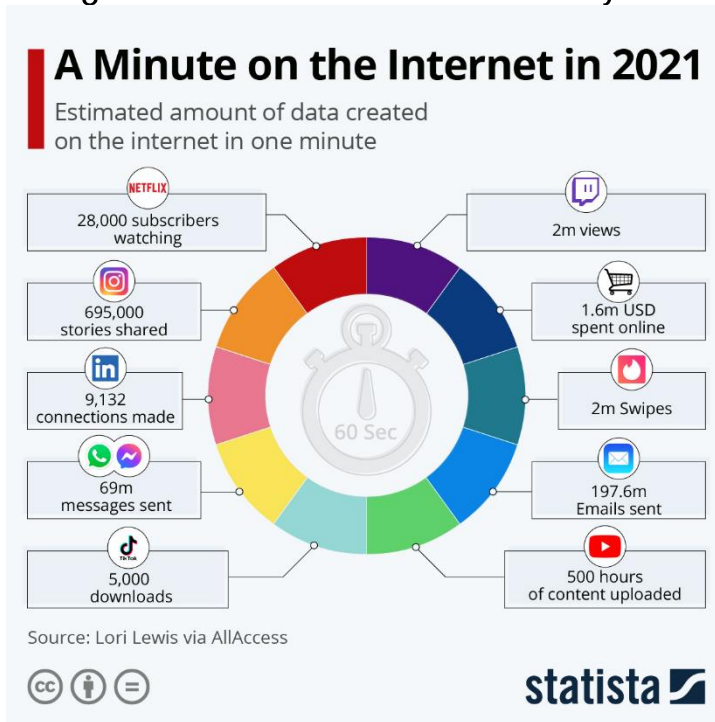 A Minute on the Internet in 2021
Estimated amount of data created
on the internet in one minute
NETFLIX
28,000 subscribers
watching
2m views
695,000
stories shared
1.6m USD
spent online
in
9,132
connections made
2m Swipes
60 Sec
69m
messages sent
197.6m
Emails sent
TikTok
5,000
downloads
500 hours
of content uploaded
Source: Lori Lewis via AllAccess
cc
statista